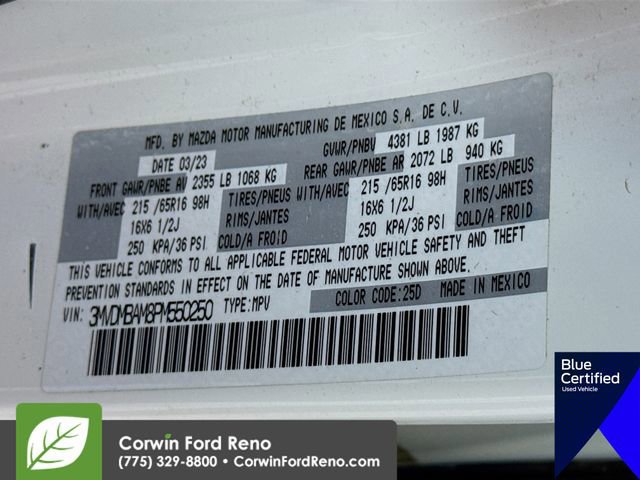 MFD. BY MAZDA MOTOR MANUFACTURING DE MEXICO S.A. DE C.V.
DATE 03/23 GVWR/PNBV 4381 LB 1987 KG
FRONT GAWR/PNBE AV 2355 LB 1068 KG REAR GAWR/PNBE AR 2072 LB 940 KG
WITH/AVEC 215 /65R16 98H TIRES/PNEUS WITH/AVEC 215 /65R16 98H TIRES/PNEUS
16X6 1/2J RIMS/JANTES 16X6 1/2J RIMS/JANTES
250 KPA/36 PSI COLD/A FROID 250 KPA/36 PSI COLD/A FROID
THIS VEHICLE CONFORMS TO ALL APPLICABLE FEDERAL MOTOR VEHICLE SAFETY AND THEFT
PREVENTION STANDARDS IN EFFECT ON THE DATE OF MANUFACTURE SHOWN ABOVE.
VIN: 3MVDMBAM8PM550250 TYPE:MPV COLOR CODE:25D MADE IN MEXICO
Blue
Certified
Used Vehicle
Corwin Ford Reno
(775) 329-8800 • CorwinFordReno.com